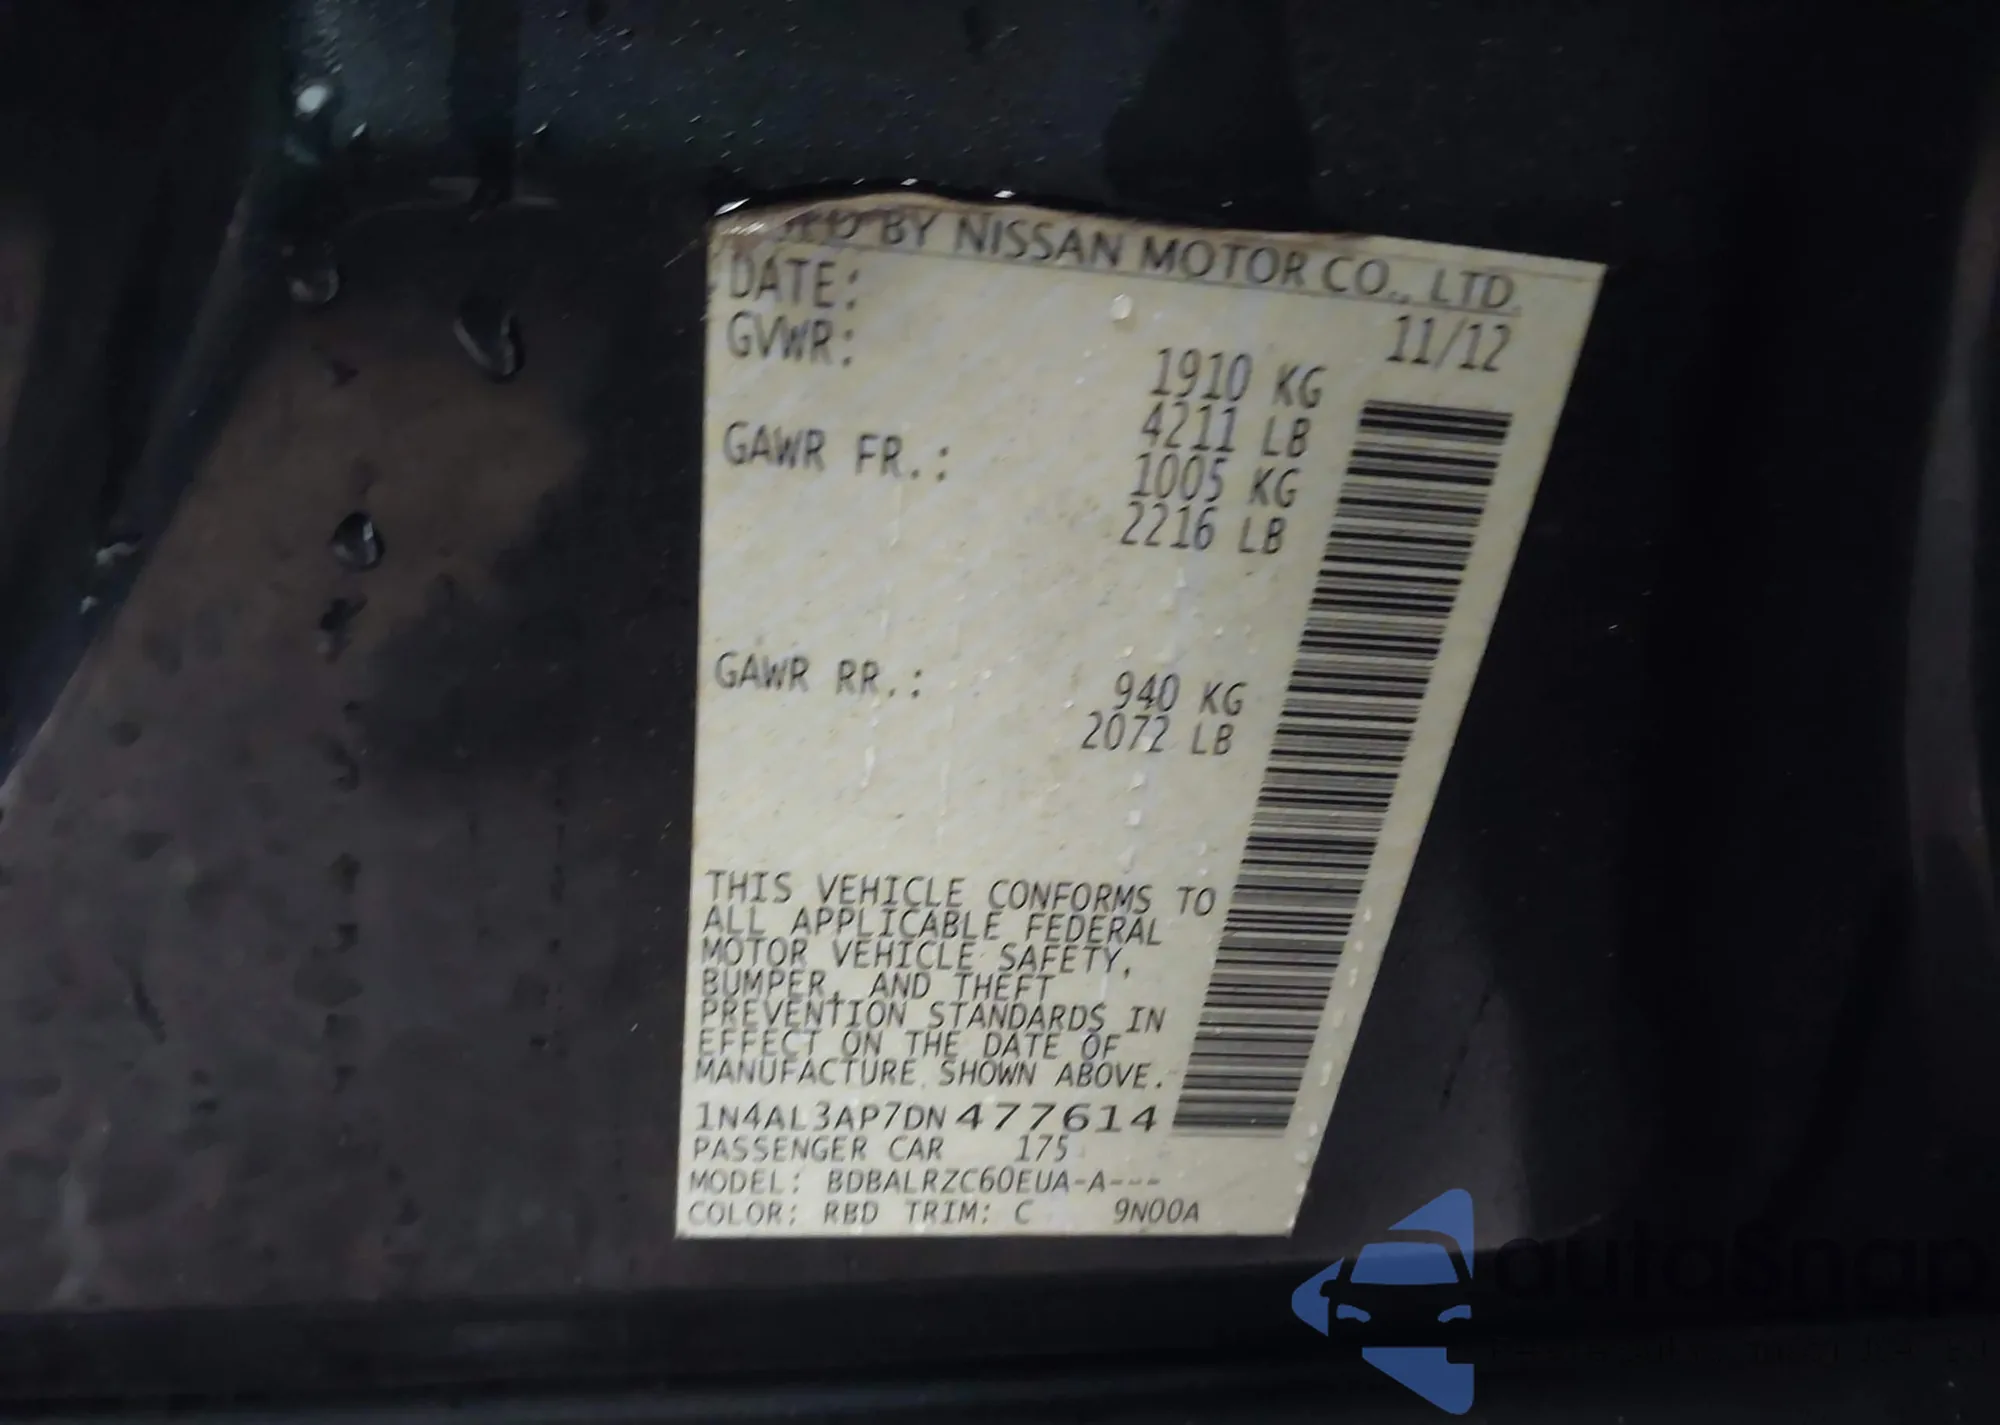 BY NISSAN MOTOR CO., LTD.
DATE: 11/12
GVWR: 1910 KG
4211 LB
GAWR FR.: 1005 KG
2216 LB
GAWR RR.: 940 KG
2072 LB
THIS VEHICLE CONFORMS TO
ALL APPLICABLE FEDERAL
MOTOR VEHICLE SAFETY,
BUMPER, AND THEFT
PREVENTION STANDARDS IN
EFFECT ON THE DATE OF
MANUFACTURE SHOWN ABOVE.
1N4AL3AP7DN477614
PASSENGER CAR 175
MODEL: BDBALRZC60EUA-A---
COLOR: RBD TRIM: C 9N00A
autoSnap